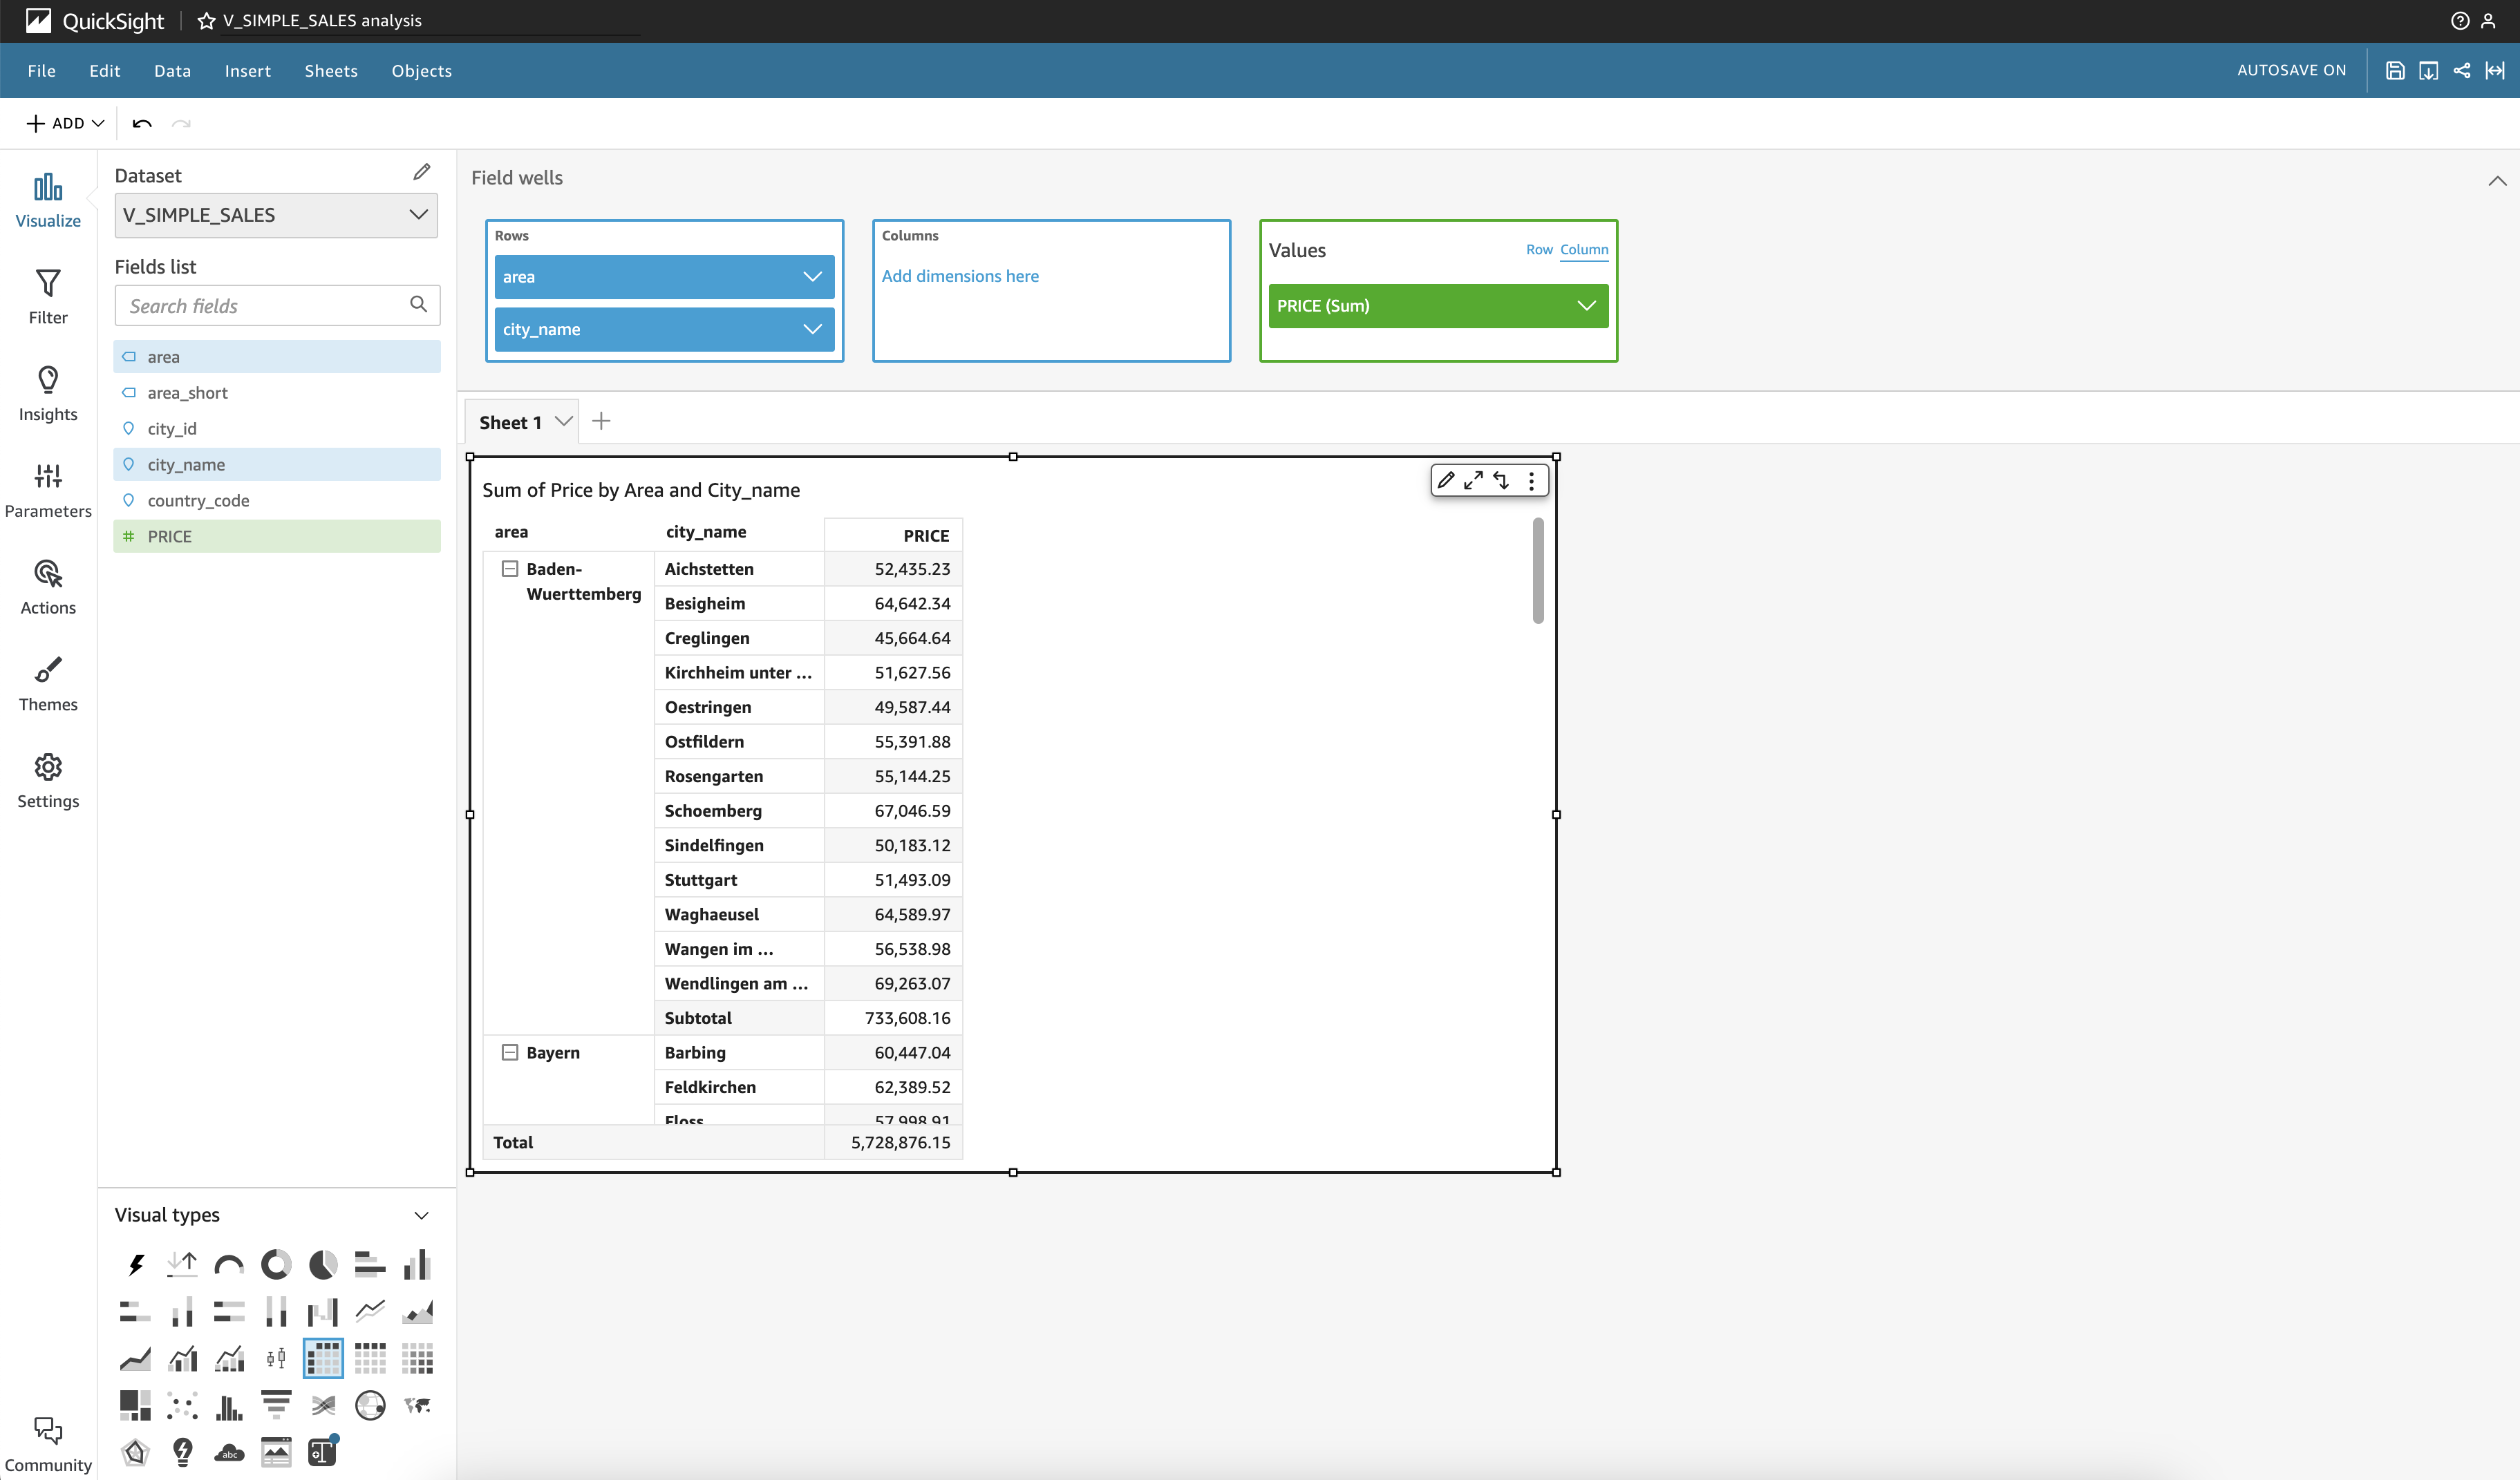 QuickSight
V_SIMPLE_SALES analysis
File Edit Data Insert Sheets Objects
AUTOSAVE ON
ADD
Visualize
Filter
Insights
Parameters
Actions
Themes
Settings
Community
Dataset
V_SIMPLE_SALES
Fields list
Search fields
area
area_short
city_id
city_name
country_code
# PRICE
Visual types
abc
Field wells
Rows
area
city_name
Columns
Add dimensions here
Values Row Column
PRICE (Sum)
Sheet 1
Sum of Price by Area and City_name
area city_name PRICE
Baden-
Wuerttemberg
Aichstetten 52,435.23
Besigheim 64,642.34
Creglingen 45,664.64
Kirchheim unter ... 51,627.56
Oestringen 49,587.44
Ostfildern 55,391.88
Rosengarten 55,144.25
Schoemberg 67,046.59
Sindelfingen 50,183.12
Stuttgart 51,493.09
Waghaeusel 64,589.97
Wangen im ... 56,538.98
Wendlingen am ... 69,263.07
Subtotal 733,608.16
Bayern Barbing 60,447.04
Feldkirchen 62,389.52
Floss 57,998.91
Total 5,728,876.15